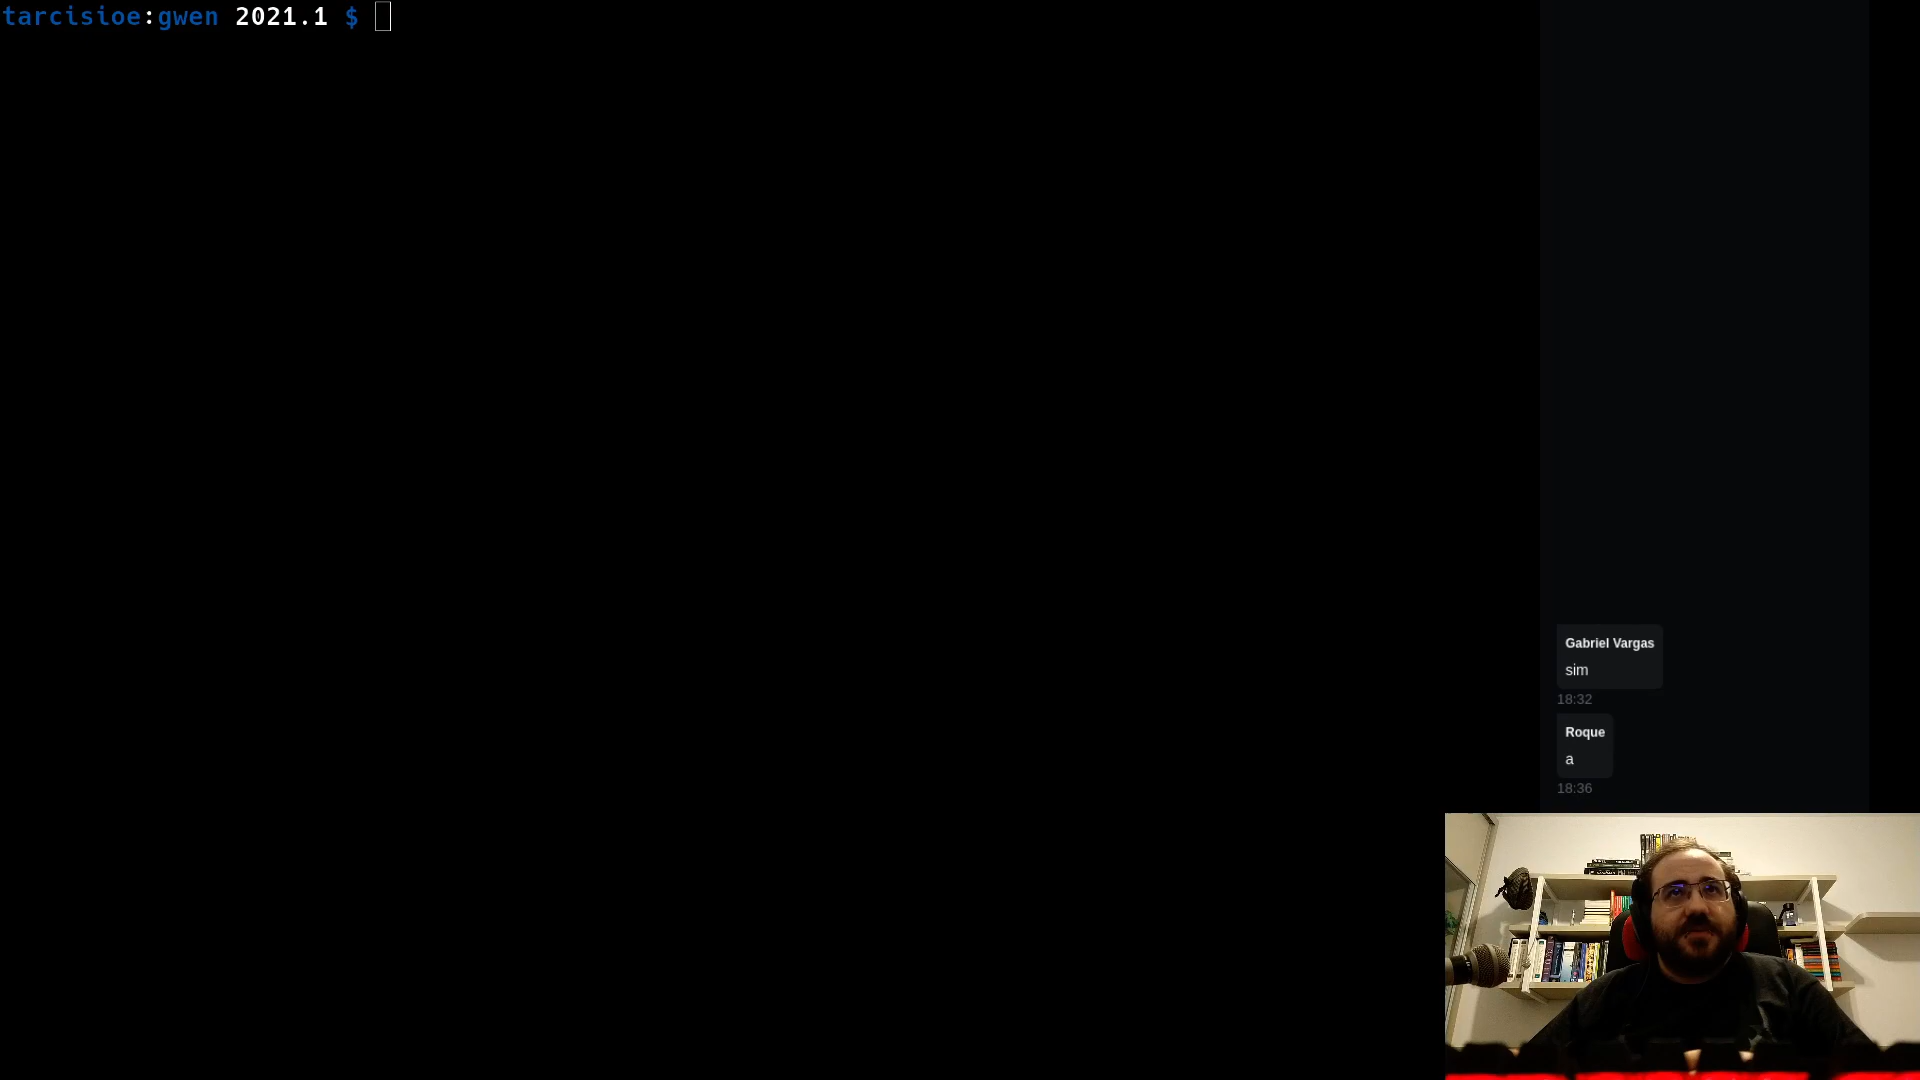 tarcisioe:gwen 2021.1 $
Gabriel Vargas
sim
18:32
Roque
a
18:36